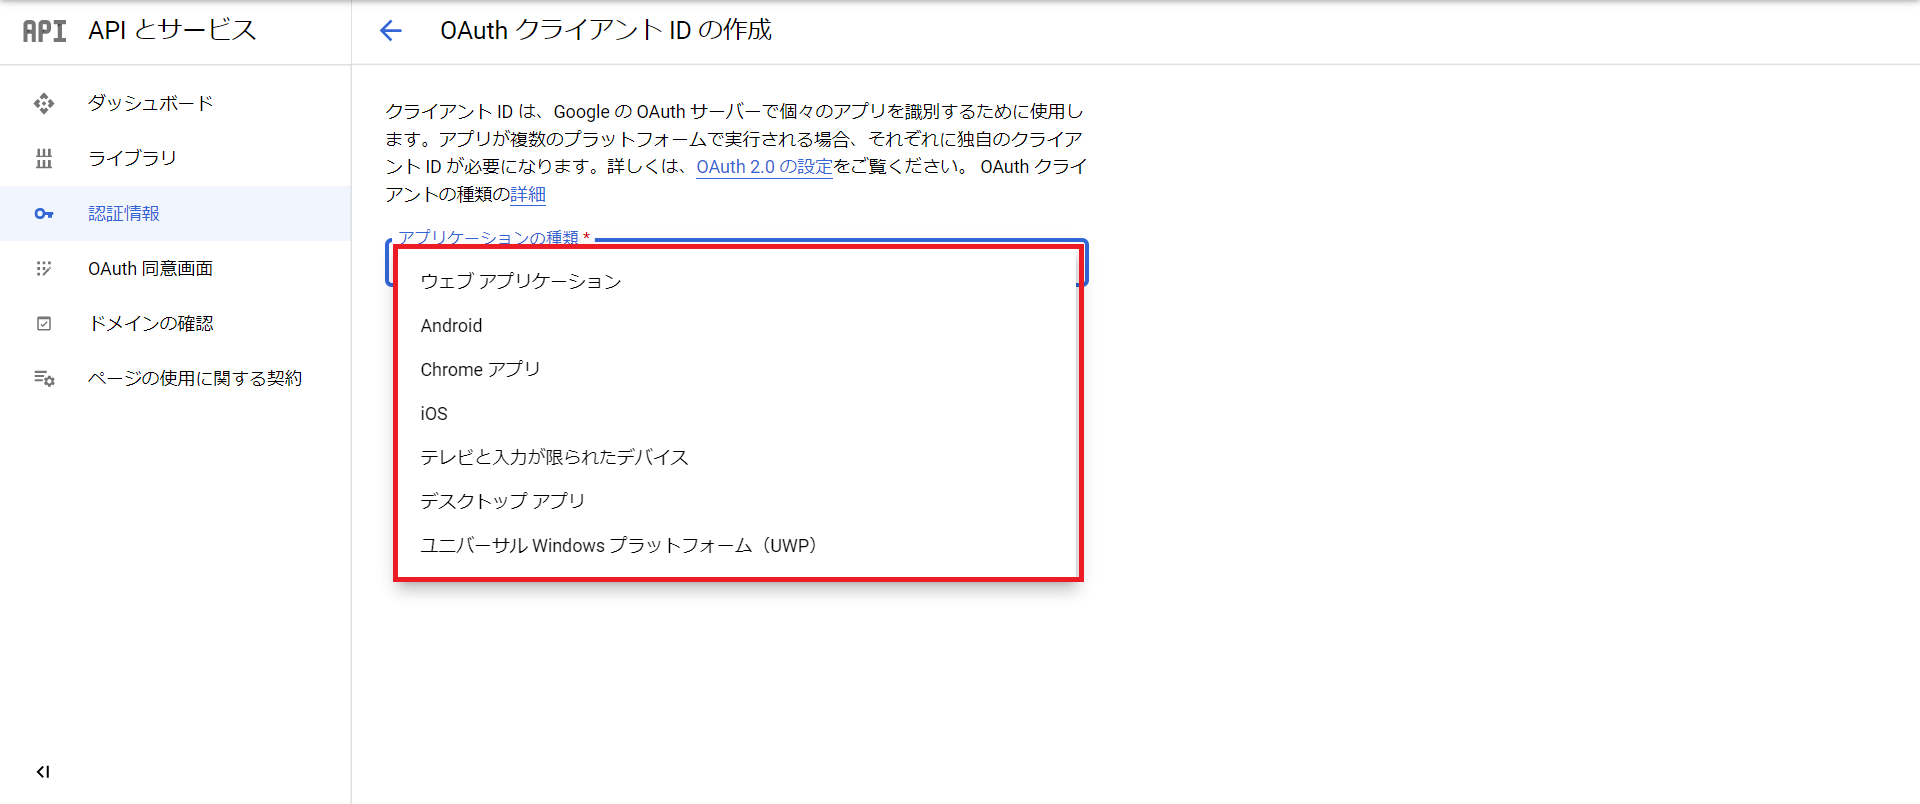 API APIとサービス
ダッシュボード
ライブラリ
認証情報
OAuth 同意画面
ドメインの確認
ページの使用に関する契約
OAuth クライアント ID の作成
クライアント ID は、Google の OAuth サーバーで個々のアプリを識別するために使用し
ます。アプリが複数のプラットフォームで実行される場合、それぞれに独自のクライア
ント ID が必要になります。詳しくは、OAuth 2.0 の設定をご覧ください。 OAuth クライ
アントの種類の詳細
アプリケーションの種類 *
ウェブ アプリケーション
Android
Chrome アプリ
iOS
テレビと入力が限られたデバイス
デスクトップ アプリ
ユニバーサル Windows プラットフォーム（UWP）